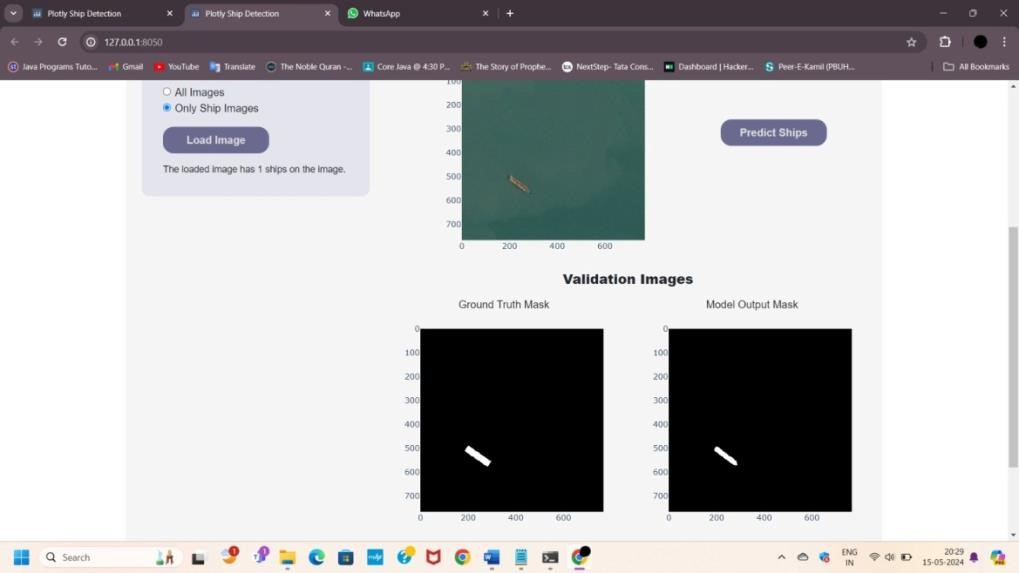 Plotly Ship Detection
Plotly Ship Detection
WhatsApp
127.0.0.1:8050
Java Programs Tuto...
Gmail
YouTube
Translate
The Noble Quran -...
Core Java @ 4:30 P...
The Story of Prophe...
NextStep- Tata Cons...
Dashboard | Hacker...
Peer-E-Kamil (PBUH...
All Bookmarks
All Images
Only Ship Images
Load Image
The loaded image has 1 ships on the image.
100
200
300
400
500
600
700
0 200 400 600
Predict Ships
Validation Images
Ground Truth Mask
0
100
200
300
400
500
600
700
0 200 400 600
Model Output Mask
0
100
200
300
400
500
600
700
0 200 400 600
Search
ENG
IN
20:29
15-05-2024